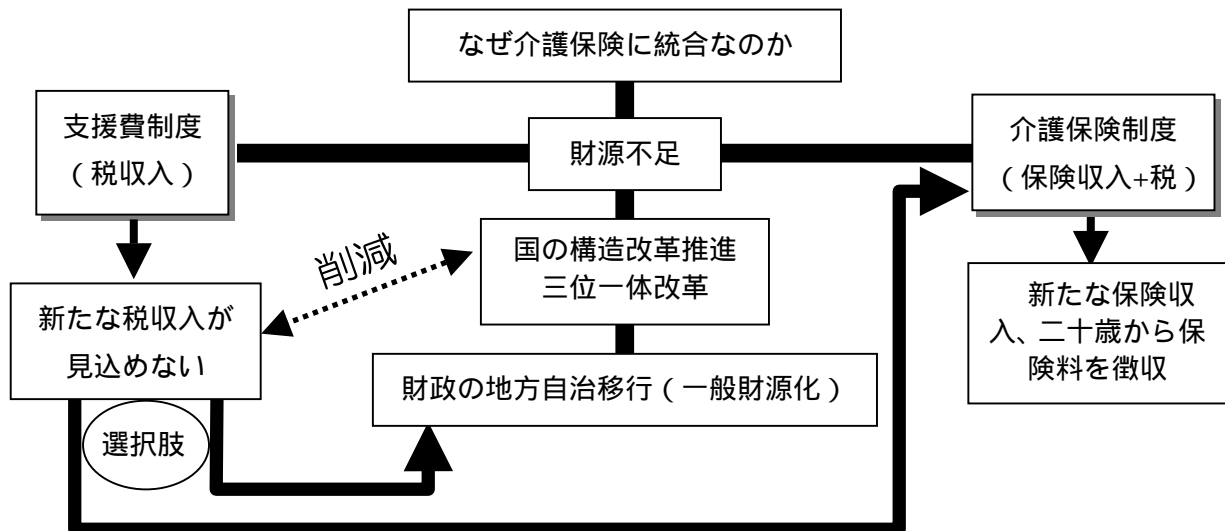 なぜ介護保険に統合なのか
支援費制度
（税収入）
財源不足
介護保険制度
（保険収入+税）
削減
国の構造改革推進
三位一体改革
新たな税収入が
見込めない
新たな保険収
入、二十歳から保
険料を徴収
財政の地方自治移行（一般財源化）
選択肢